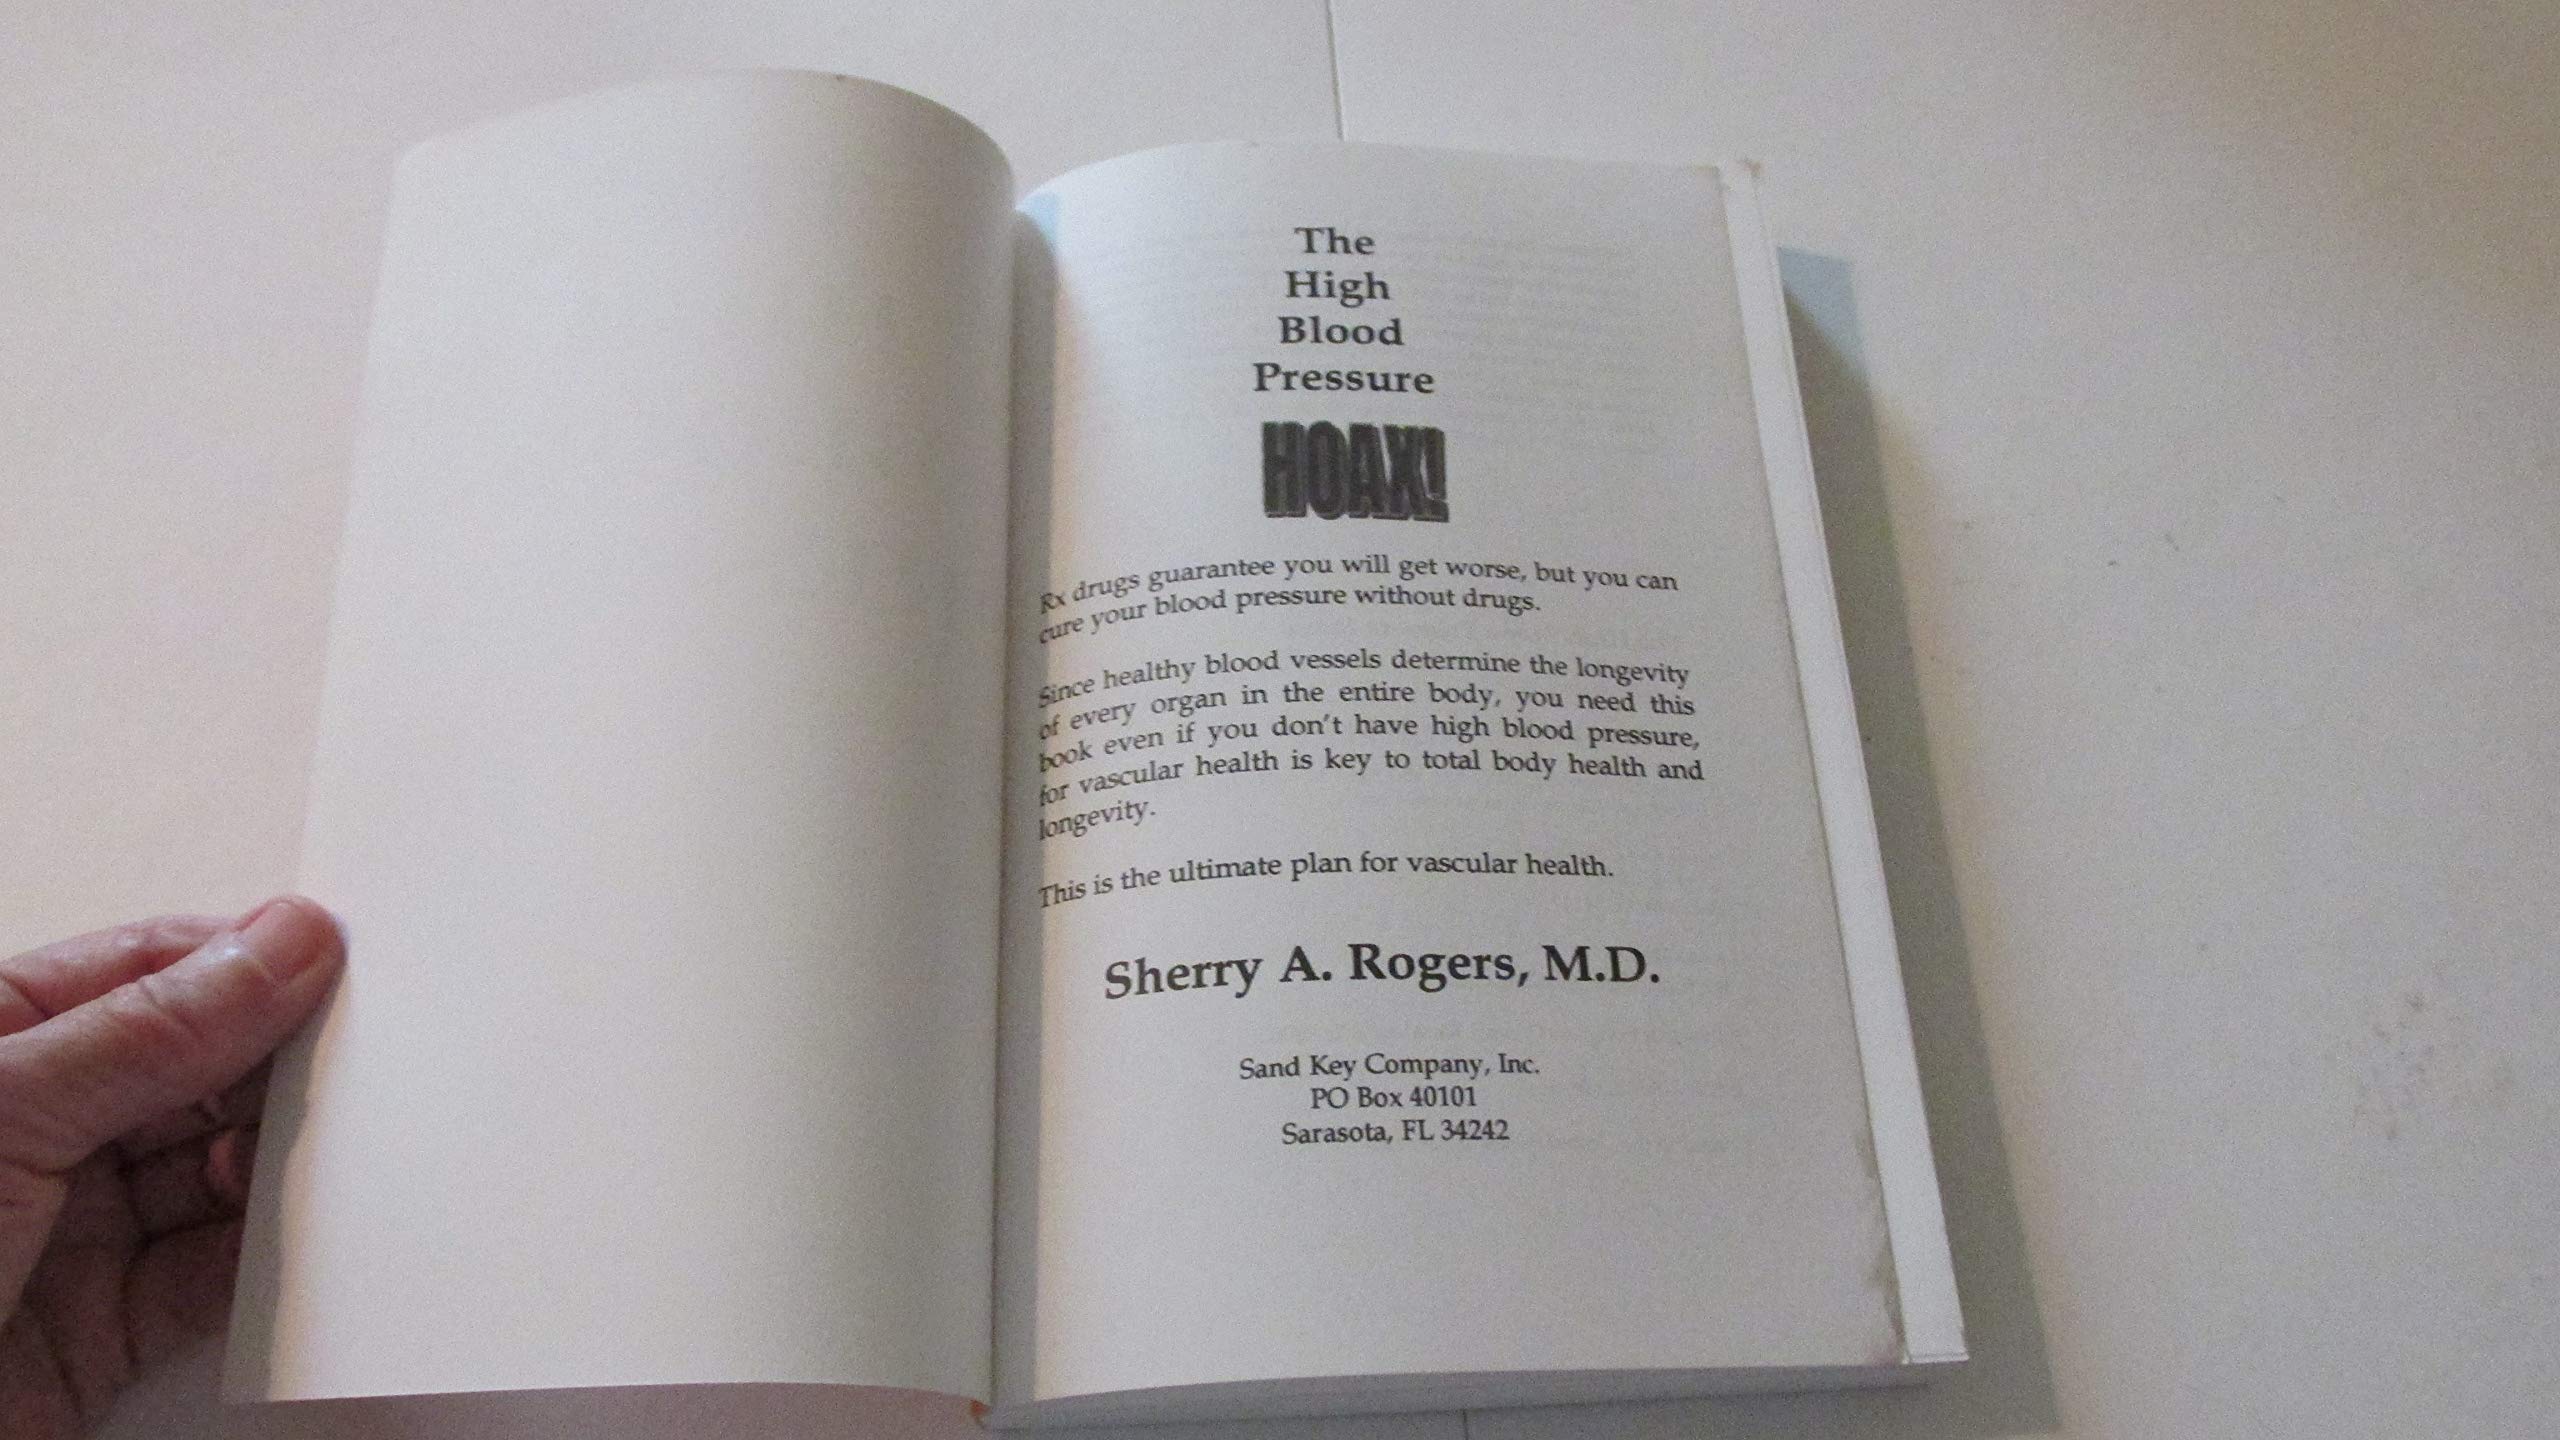 The
High
Blood
Pressure
HOAX!
Rx drugs guarantee you will get worse, but you can
cure your blood pressure without drugs.
Since healthy blood vessels determine the longevity
of every organ in the entire body, you need this
book even if you don't have high blood pressure,
for vascular health is key to total body health and
longevity.
This is the ultimate plan for vascular health.
Sherry A. Rogers, M.D.
Sand Key Company, Inc.
PO Box 40101
Sarasota, FL 34242